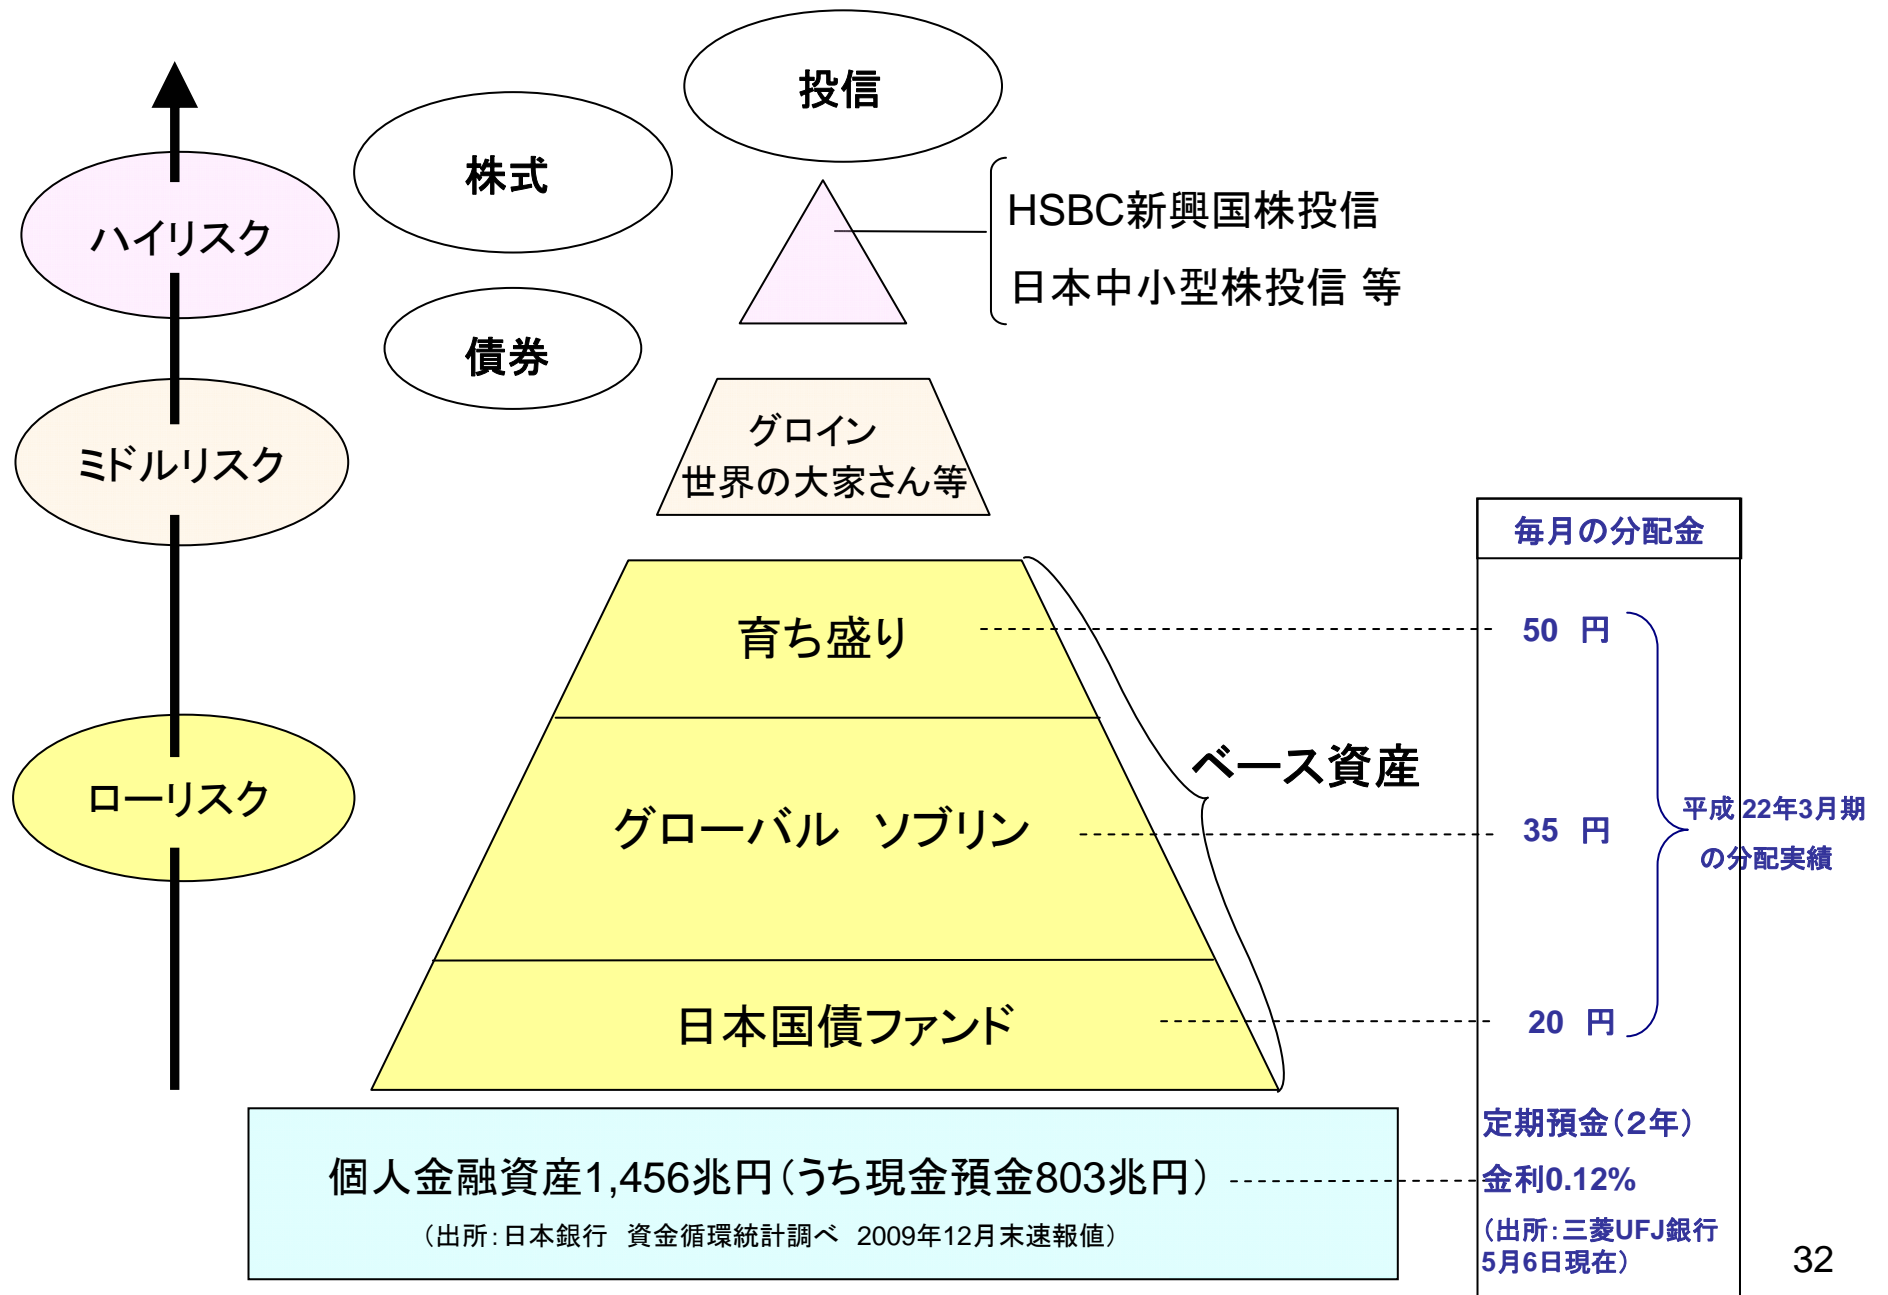 投信
株式
ハイリスク
HSBC新興国株投信
日本中小型株投信 等
債券
グロイン
世界の大家さん等
ミドルリスク
毎月の分配金
育ち盛り
50 円
ベース資産
ローリスク
グローバル ソブリン
35 円
平成 22年3月期
の分配実績
日本国債ファンド
20 円
定期預金(2年)
個人金融資産1,456兆円(うち現金預金803兆円)
金利0.12%
(出所:日本銀行 資金循環統計調べ 2009年12月末速報値)
(出所:三菱UFJ銀行
5月6日現在)
32